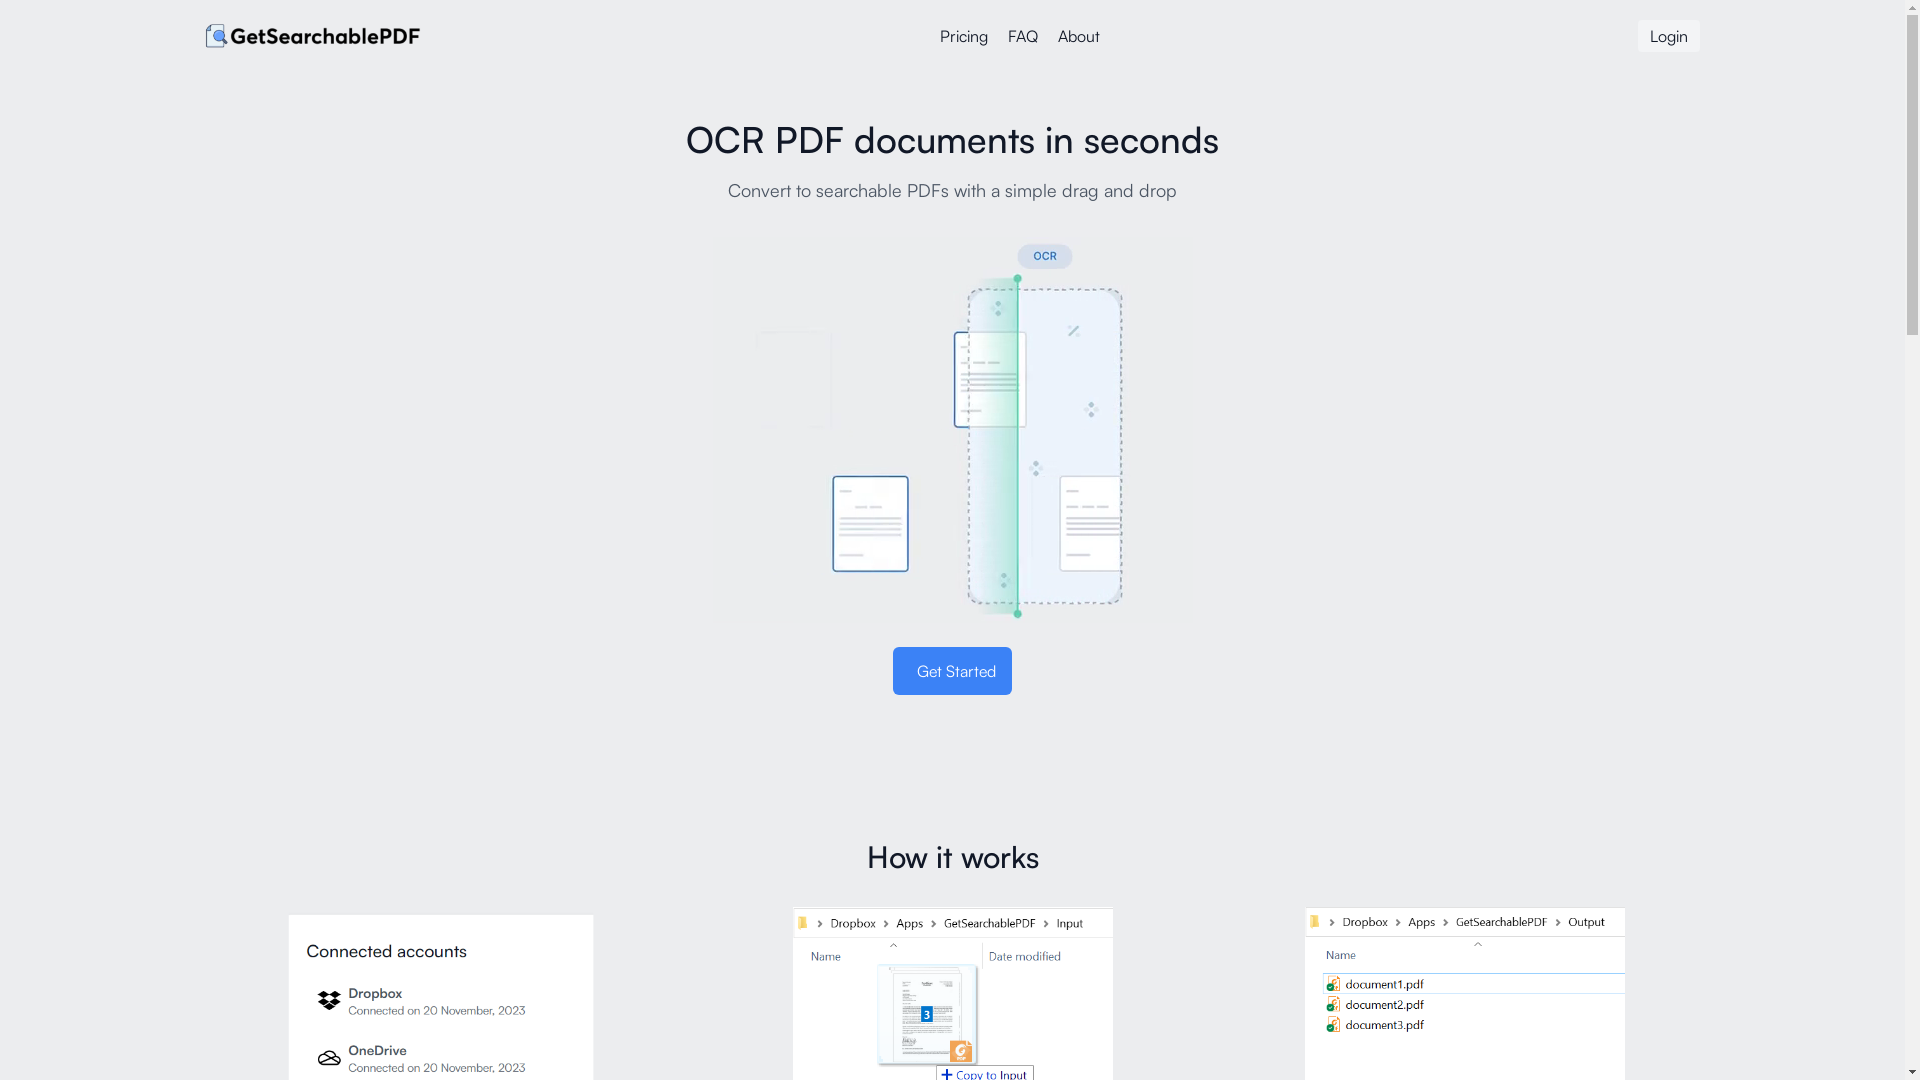 GetSearchablePDF
Pricing
FAQ
About
Login
OCR PDF documents in seconds
Convert to searchable PDFs with a simple drag and drop
OCR
Get Started
How it works
Connected accounts
Dropbox
Connected on 20 November, 2023
OneDrive
Connected on 20 November, 2023
Dropbox > Apps > GetSearchablePDF > Input
Name Date modified
3
Copy to Input
Dropbox > Apps > GetSearchablePDF > Output
Name
document1.pdf
document2.pdf
document3.pdf